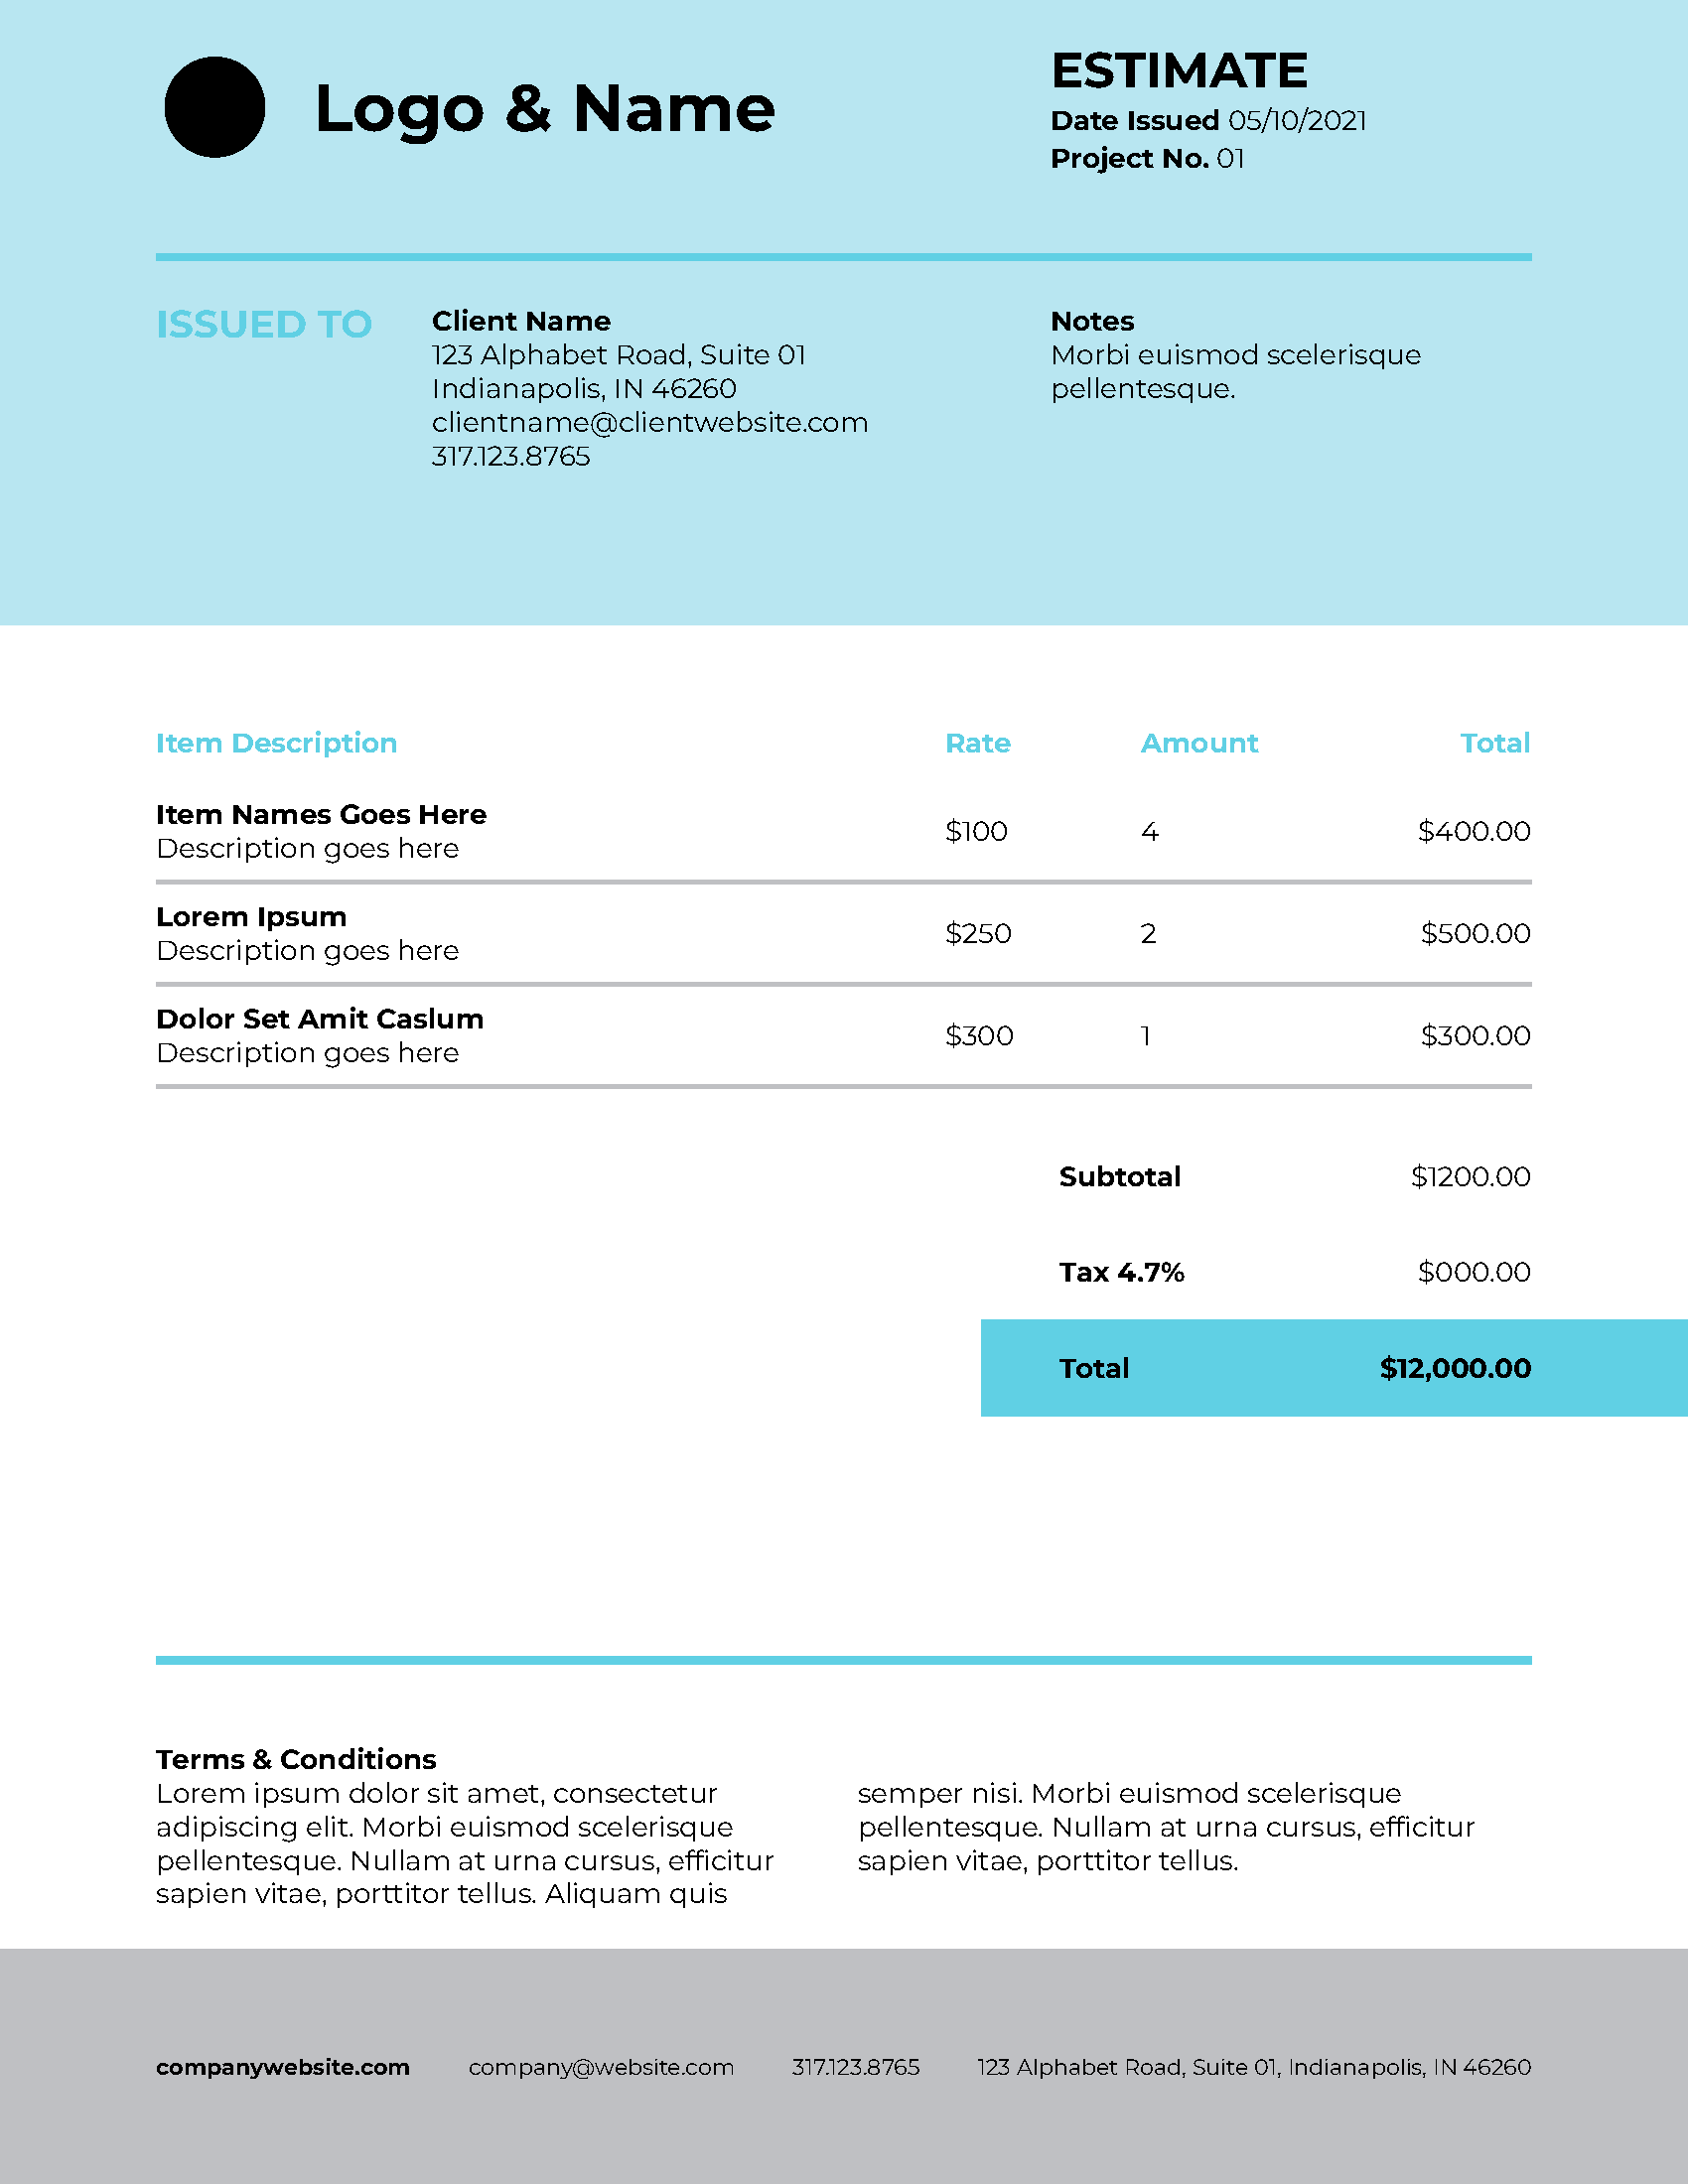 Logo & Name
ESTIMATE
Date Issued 05/10/2021
Project No. 01
ISSUED TO
Client Name
123 Alphabet Road, Suite 01
Indianapolis, IN 46260
clientname@clientwebsite.com
317.123.8765
Notes
Morbi euismod scelerisque
pellentesque.
Item Description Rate Amount Total
Item Names Goes Here
Description goes here
$100 4 $400.00
Lorem Ipsum
Description goes here
$250 2 $500.00
Dolor Set Amit Caslum
Description goes here
$300 1 $300.00
Subtotal $1200.00
Tax 4.7% $000.00
Total $12,000.00
Terms & Conditions
Lorem ipsum dolor sit amet, consectetur
adipiscing elit. Morbi euismod scelerisque
pellentesque. Nullam at urna cursus, efficitur
sapien vitae, porttitor tellus. Aliquam quis
semper nisi. Morbi euismod scelerisque
pellentesque. Nullam at urna cursus, efficitur
sapien vitae, porttitor tellus.
companywebsite.com company@website.com 317.123.8765 123 Alphabet Road, Suite 01, Indianapolis, IN 46260